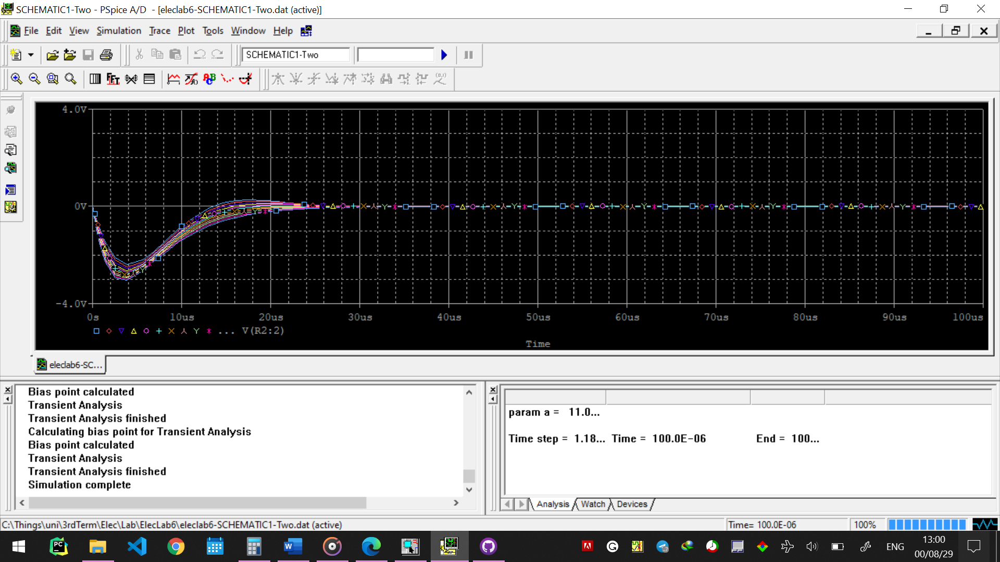 SCHEMATIC1-Two - PSpice A/D - [eleclab6-SCHEMATIC1-Two.dat (active)]
File Edit View Simulation Trace Plot Tools Window Help
SCHEMATIC1-Two
4.0V
0V
-4.0V
0s 10us 20us 30us 40us 50us 60us 70us 80us 90us 100us
... V(R2:2)
Time
eleclab6-SC...
Bias point calculated
Transient Analysis
Transient Analysis finished
Calculating bias point for Transient Analysis
Bias point calculated
Transient Analysis
Transient Analysis finished
Simulation complete
param a = 11.0...
Time step = 1.18... Time = 100.0E-06 End = 100...
Analysis Watch Devices
C:\Things\uni\3rdTerm\Elec\Lab\ElecLab6\eleclab6-SCHEMATIC1-Two.dat (active)
Time= 100.0E-06 100%
ENG
13:00
00/08/29